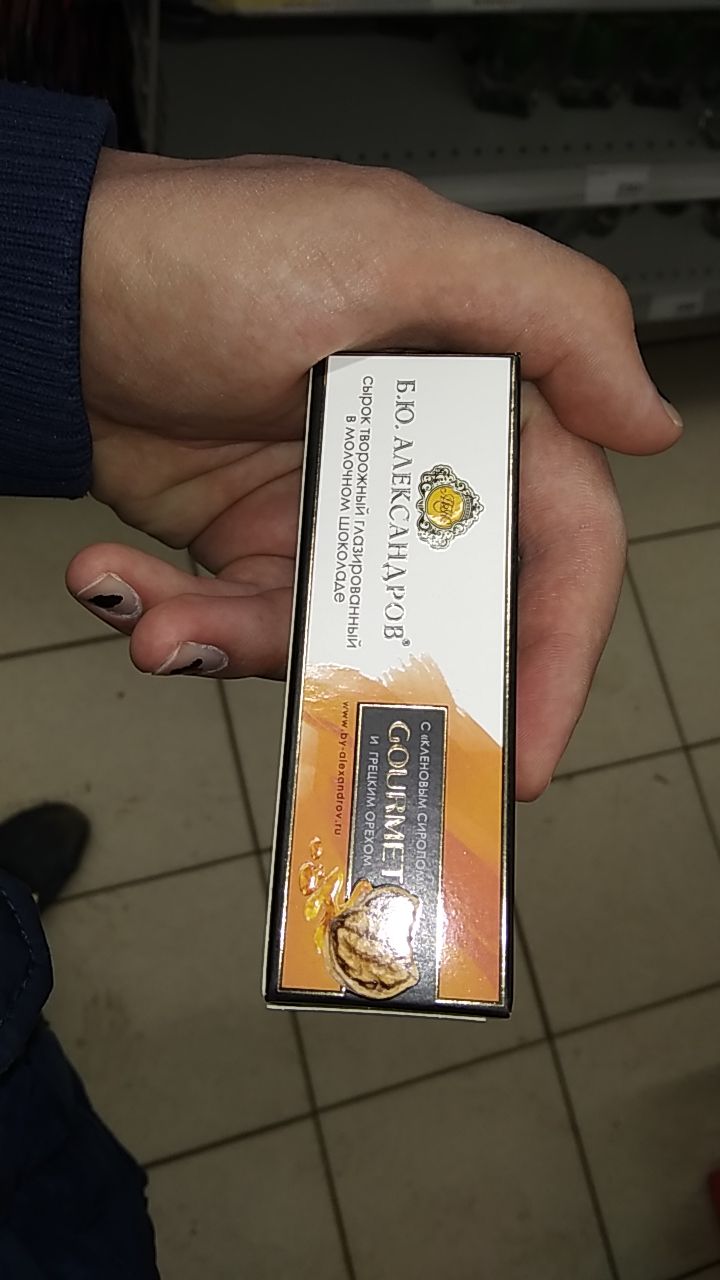 Б.Ю. АЛЕКСАНДРОВ®
СЫРОК ТВОРОЖНЫЙ ГЛАЗИРОВАННЫЙ
В МОЛОЧНОМ ШОКОЛАДЕ
С «КЛЕНОВЫМ СИРОПОМ»
GOURMET
И ГРЕЦКИМ ОРЕХОМ
www.by-alexandrov.ru